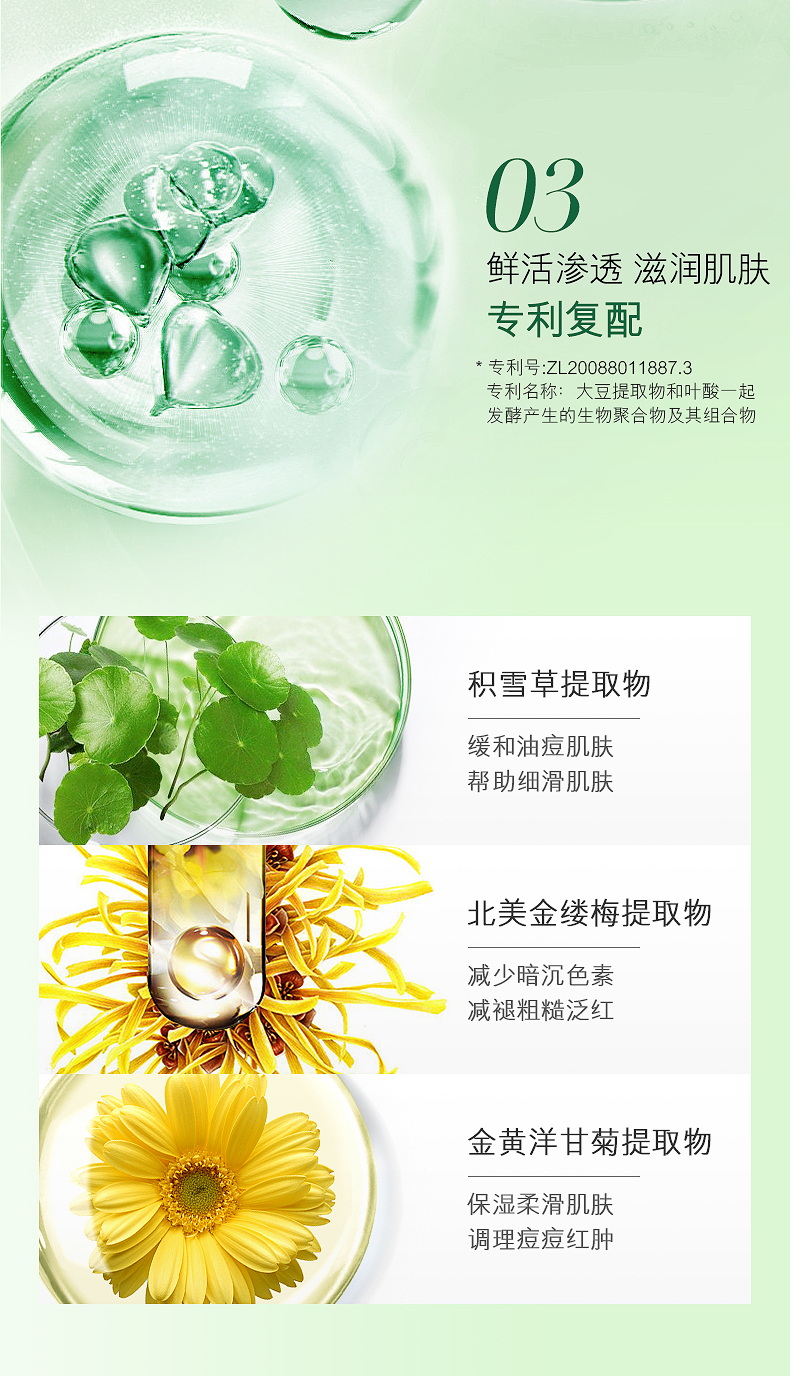 03
鲜活渗透 滋润肌肤
专利复配
* 专利号:ZL20088011887.3
专利名称：大豆提取物和叶酸一起
发酵产生的生物聚合物及其组合物
积雪草提取物
缓和油痘肌肤
帮助细滑肌肤
北美金缕梅提取物
减少暗沉色素
减褪粗糙泛红
金黄洋甘菊提取物
保湿柔滑肌肤
调理痘痘红肿